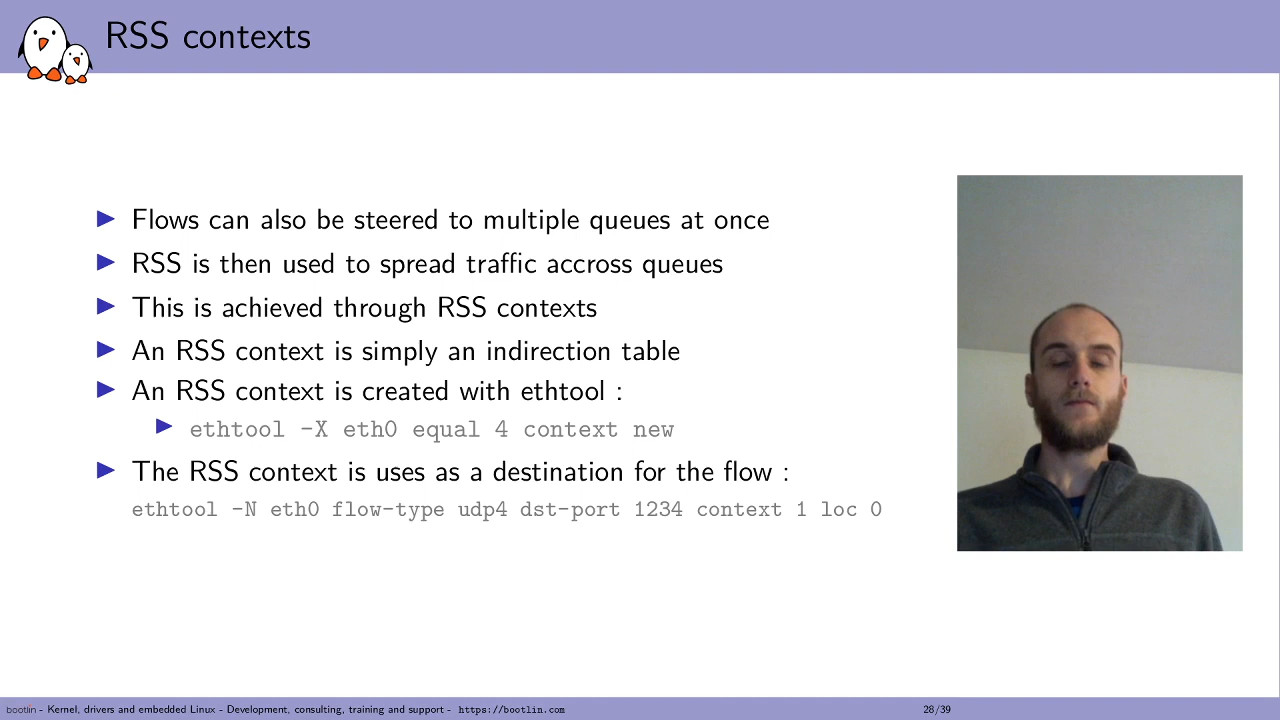 RSS contexts
Flows can also be steered to multiple queues at once
RSS is then used to spread traffic accross queues
This is achieved through RSS contexts
An RSS context is simply an indirection table
An RSS context is created with ethtool :
ethtool -X eth0 equal 4 context new
The RSS context is uses as a destination for the flow :
ethtool -N eth0 flow-type udp4 dst-port 1234 context 1 loc 0
bootlin - Kernel, drivers and embedded Linux - Development, consulting, training and support - https://bootlin.com 28/39